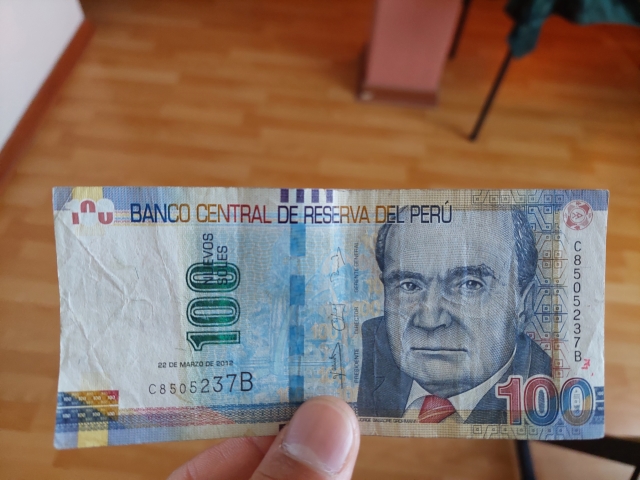 100
BANCO CENTRAL DE RESERVA DEL PERÚ
100
NUEVOS
SOLES
22 DE MARZO DE 2012
C8505237B
PRESIDENTE
DIRECTOR
GERENTE GENERAL
C8505237B
100